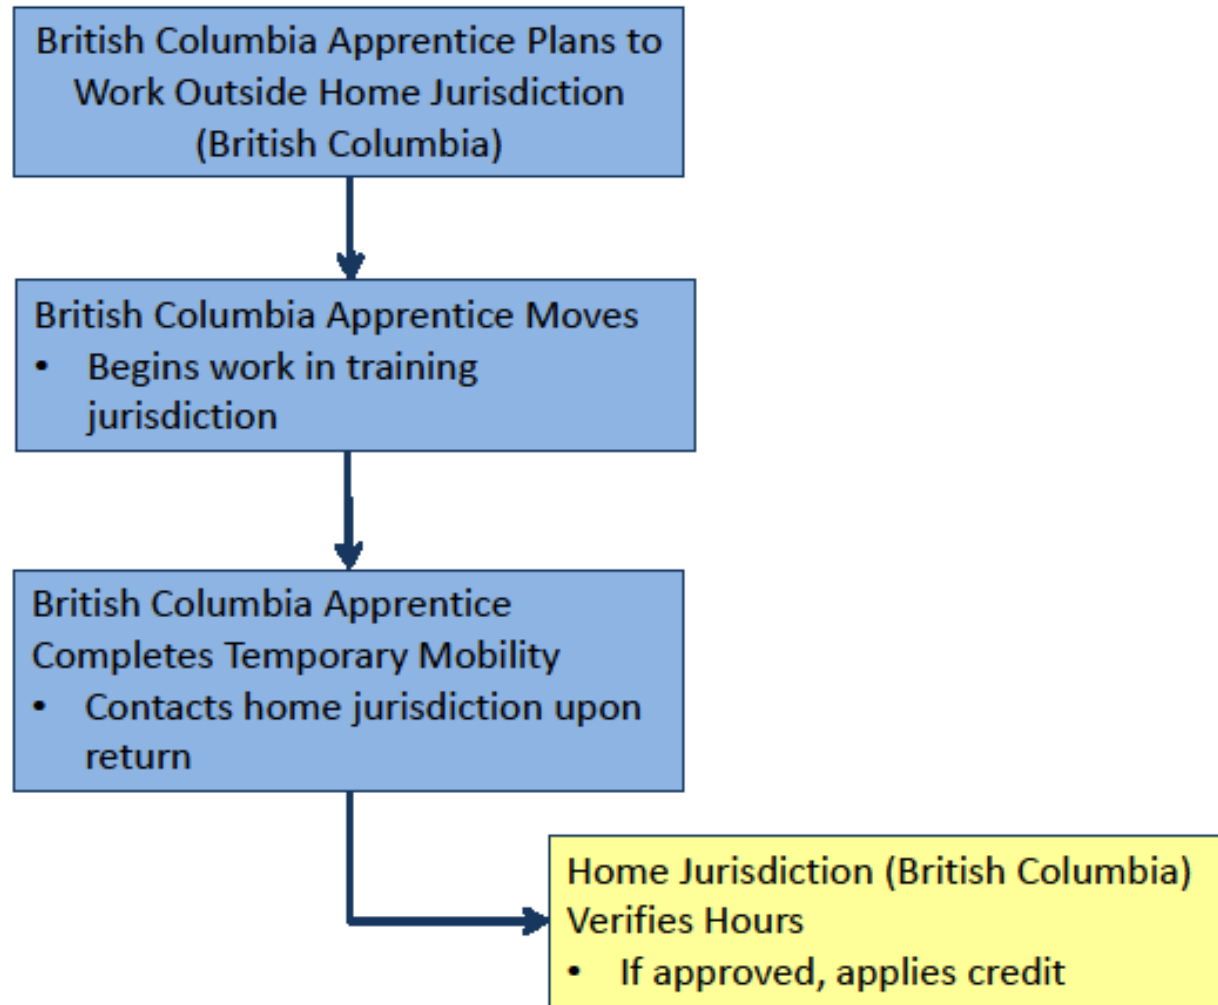 British Columbia Apprentice Plans to
Work Outside Home Jurisdiction
(British Columbia)
British Columbia Apprentice Moves
• Begins work in training
jurisdiction
British Columbia Apprentice
Completes Temporary Mobility
• Contacts home jurisdiction upon
return
Home Jurisdiction (British Columbia)
Verifies Hours
• If approved, applies credit